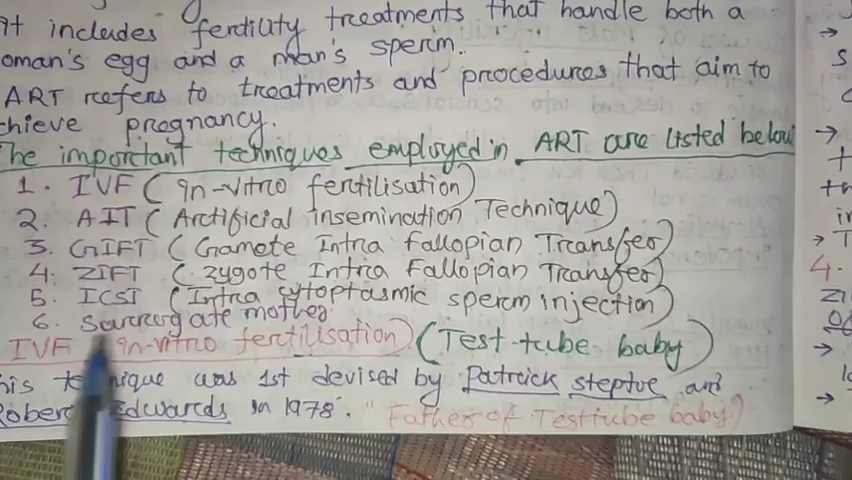 It includes fertility treatments that handle both a
oman's egg and a man's sperm.
ART refers to treatments and procedures that aim to
chieve pregnancy.
The important techniques employed in ART are listed below
1. IVF (In-vitro fertilisation)
2. AIT (Artificial insemination Technique)
3. GIFT (Gamete Intra Fallopian Transfer)
4. ZIFT (Zygote Intra Fallopian Transfer)
5. ICSI (Intra cytoplasmic sperm injection)
6. surrogate mother
IVF In-vitro fertilisation) (Test-tube baby)
his technique was 1st devised by Patrick steptoe and
Robert Edwards in 1978. "Father of Testtube baby)
→
S
→
→ T
4.
→
→